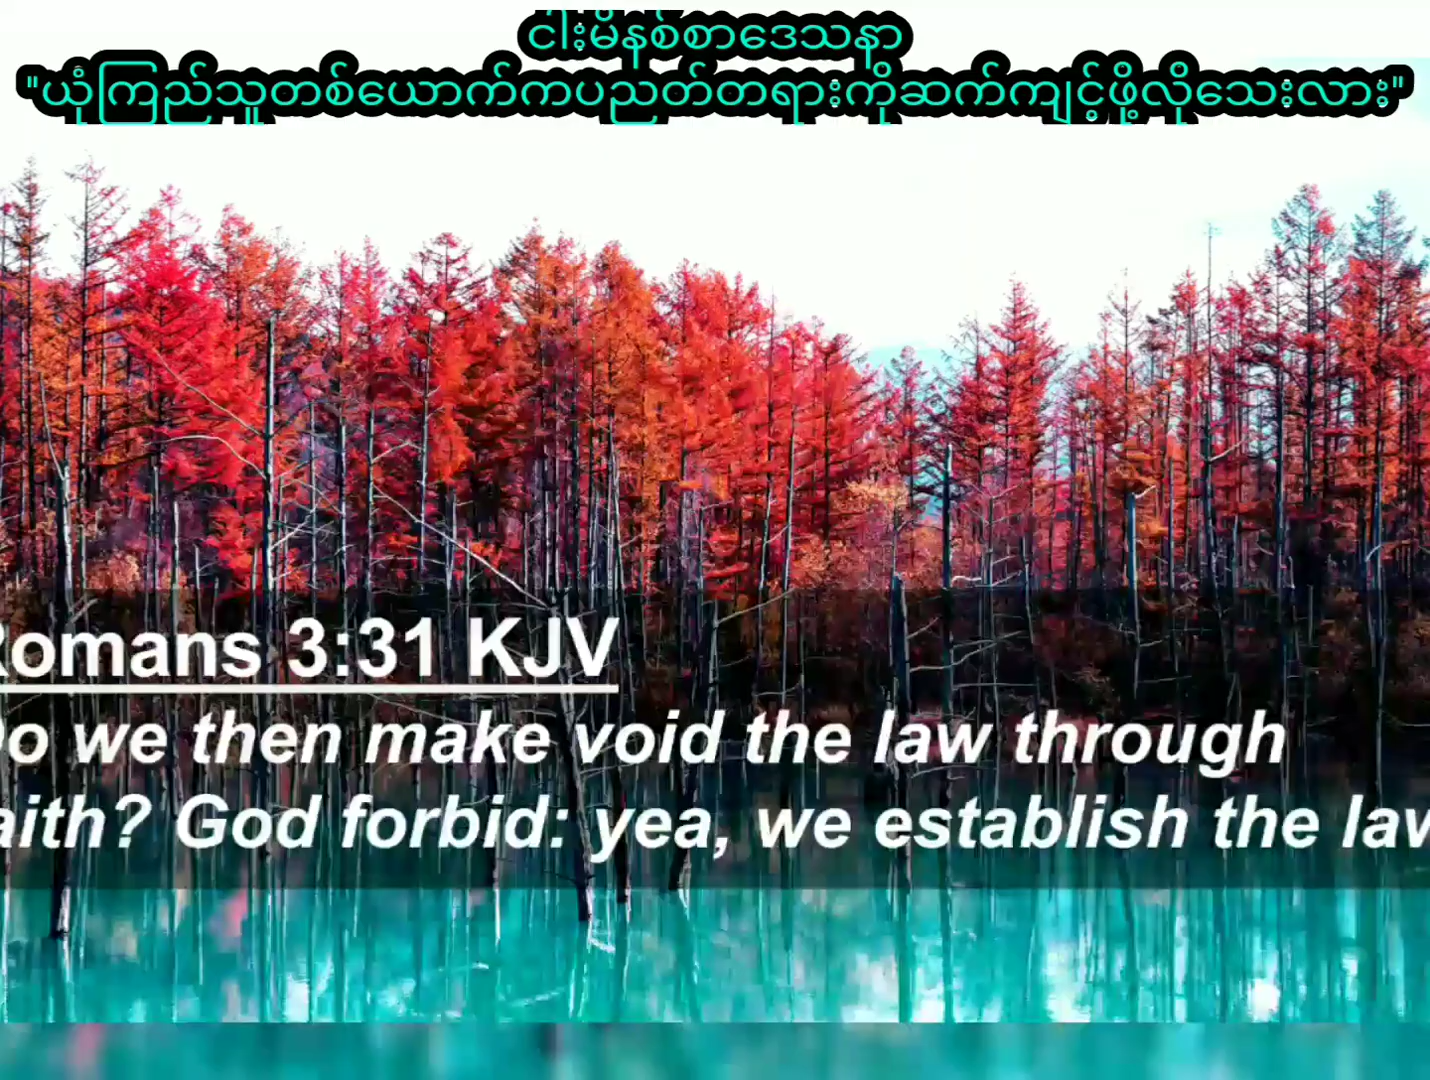 ငါးမိနစ်စာဒေသနာ
"ယုံကြည်သူတစ်ယောက်ကပညတ်တရားကိုဆက်ကျင့်ဖို့လိုသေးလား"
Romans 3:31 KJV
Do we then make void the law through
faith? God forbid: yea, we establish the law